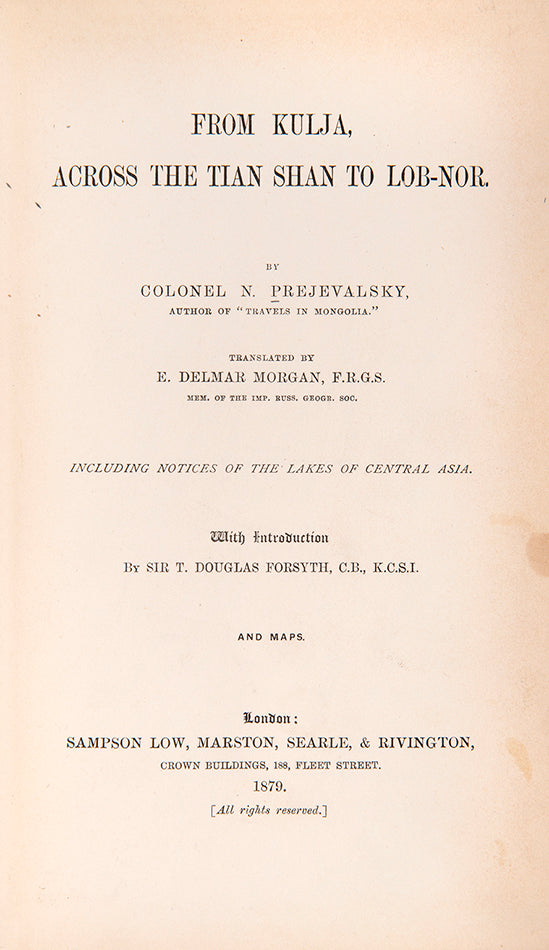 FROM KULJA,
ACROSS THE TIAN SHAN TO LOB-NOR.
BY
COLONEL N. PREJEVALSKY,
AUTHOR OF "TRAVELS IN MONGOLIA."
TRANSLATED BY
E. DELMAR MORGAN, F.R.G.S.
MEM. OF THE IMP. RUSS. GEOGR. SOC.
INCLUDING NOTICES OF THE LAKES OF CENTRAL ASIA.
With Introduction
BY SIR T. DOUGLAS FORSYTH, C.B., K.C.S.I.
AND MAPS.
London:
SAMPSON LOW, MARSTON, SEARLE, & RIVINGTON,
CROWN BUILDINGS, 188, FLEET STREET.
1879.
[All rights reserved.]